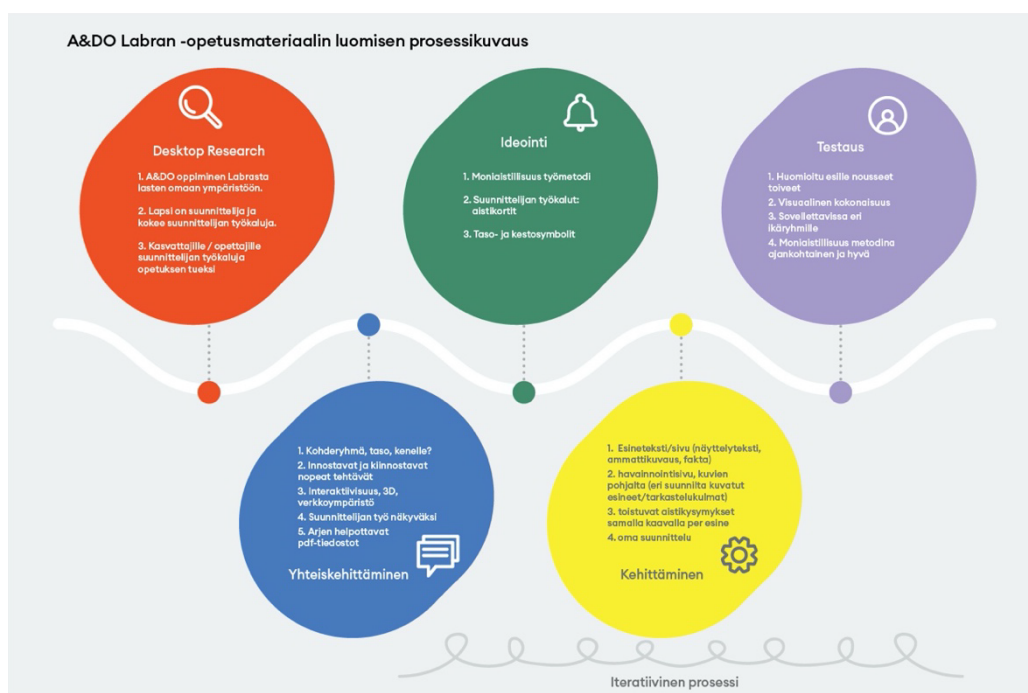 A&DO Labran -opetusmateriaalin luomisen prosessikuvaus
Desktop Research
1. A&DO oppiminen Labrasta
lasten omaan ympäristöön.
2. Lapsi on suunnittelija ja
kokee suunnittelijan työkaluja.
3. Kasvattajille / opettajille
suunnittelijan työkaluja
opetuksen tueksi
1. Kohderyhmä, taso, kenelle?
2. Innostavat ja kiinnostavat
nopeat tehtävät
3. Interaktiivisuus, 3D,
verkkoympäristö
4. Suunnittelijan työ näkyväksi
5. Arjen helpottavat
pdf-tiedostot
Yhteiskehittäminen
Ideointi
1. Moniaistillisuus työmetodi
2. Suunnittelijan työkalut:
aistikortit
3. Taso- ja kestosymbolit
1. Esineteksti/sivu (näyttelyteksti,
ammattikuvaus, fakta)
2. havainnointisivu, kuvien
pohjalta (eri suunnilta kuvatut
esineet/tarkastelukulmat)
3. toistuvat aistikysymykset
samalla kaavalla per esine
4. oma suunnittelu
Kehittäminen
Testaus
1. Huomioitu esille nousseet
toiveet
2. Visuaalinen kokonaisuus
3. Sovellettavissa eri
ikäryhmille
4. Moniaistillisuus metodina
ajankohtainen ja hyvä
Iteratiivinen prosessi